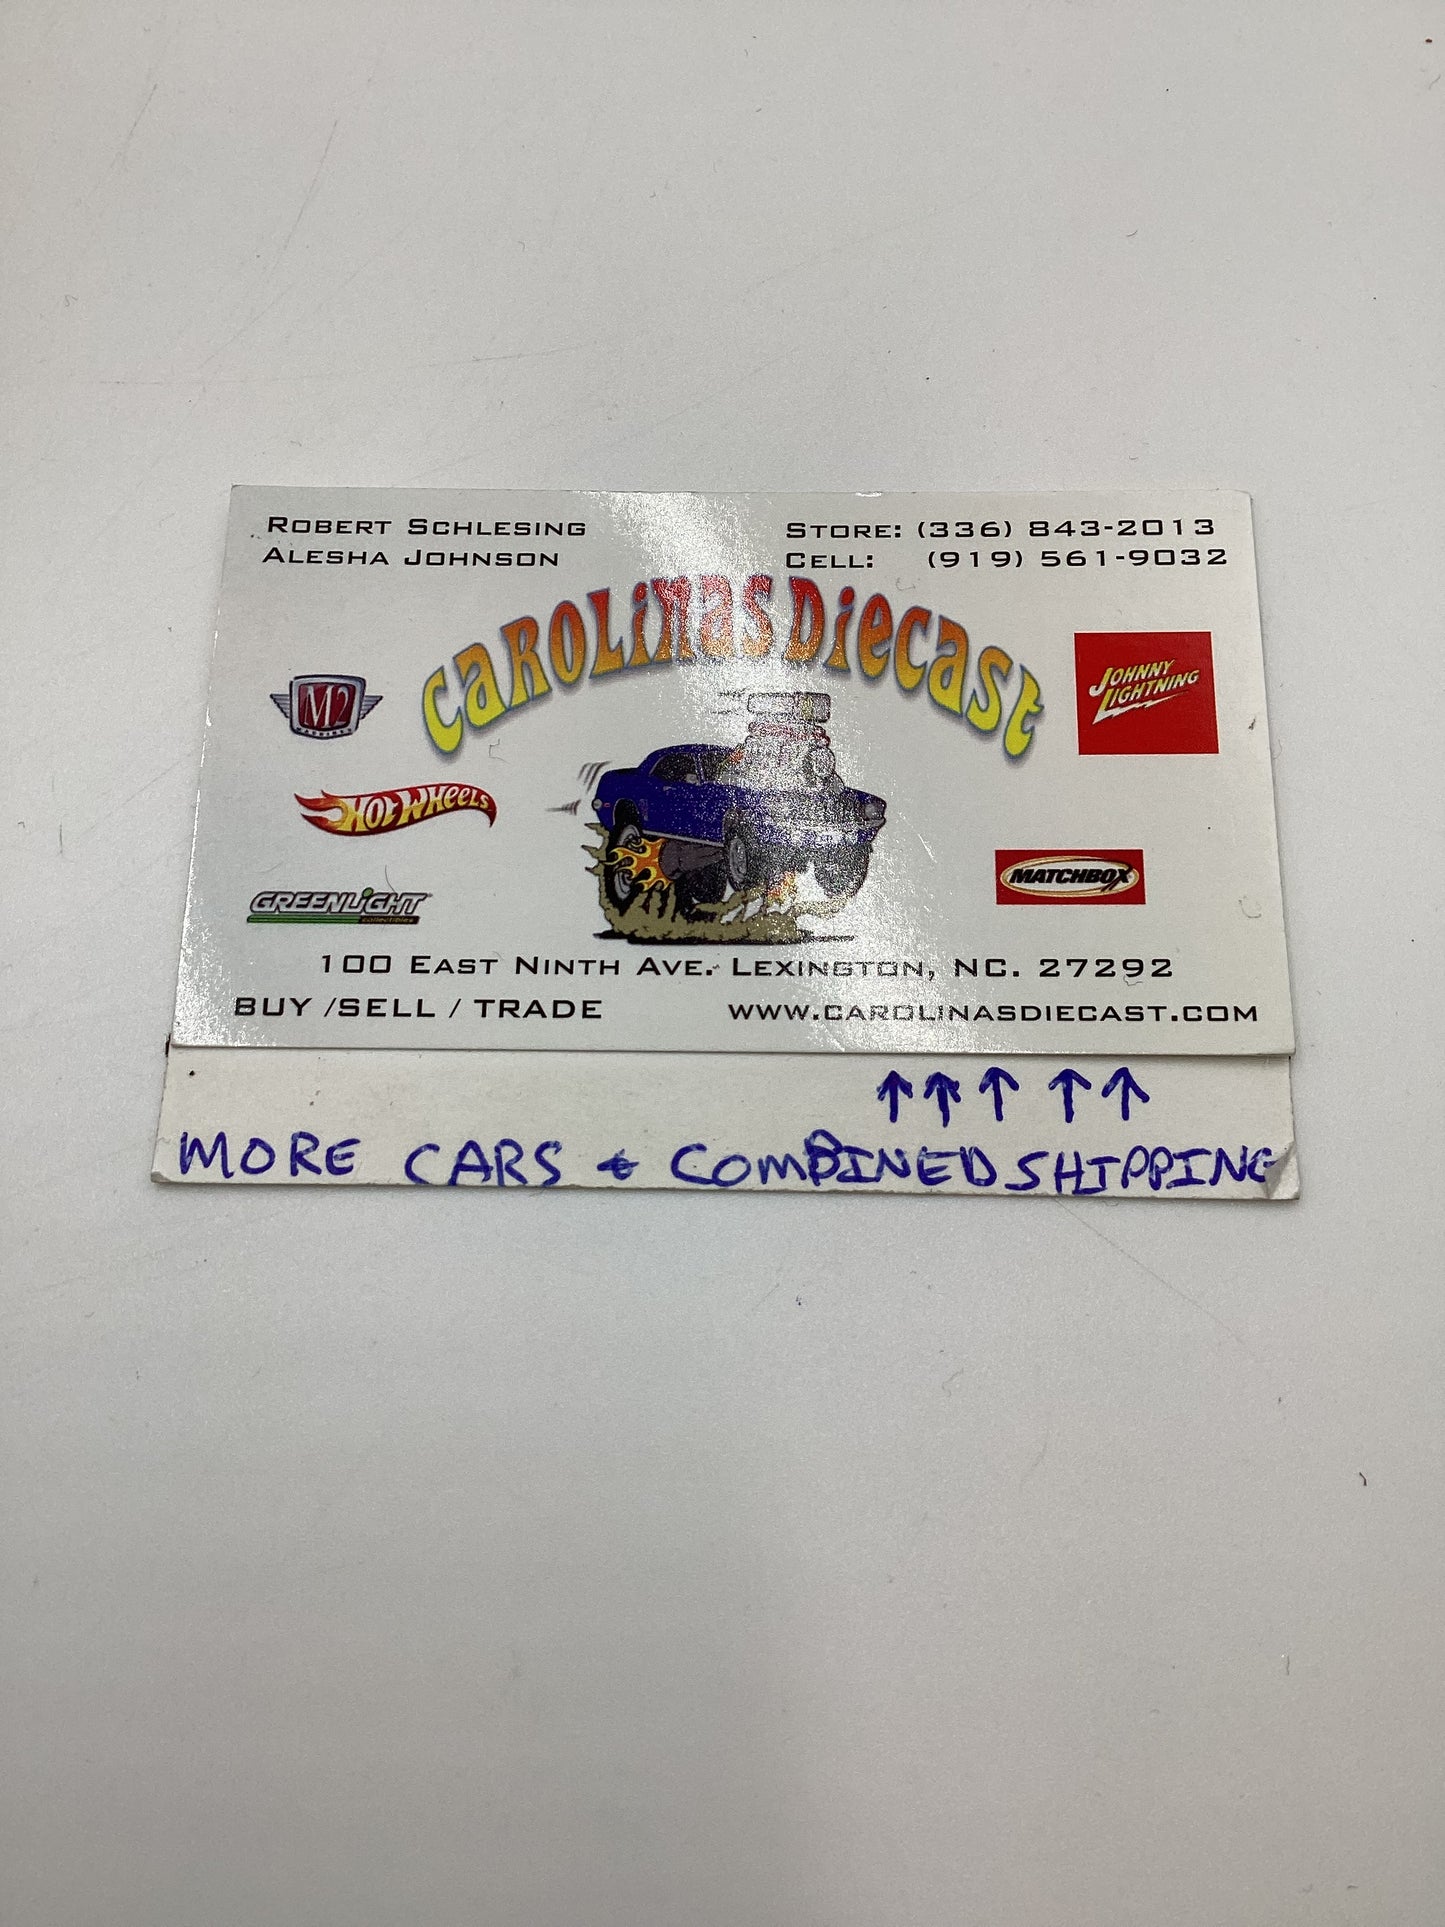 ROBERT SCHLESING
ALESHA JOHNSON
STORE: (336) 843-2013
CELL: (919) 561-9032
CAROLINAS DIECAST
M2
MACHINES
JOHNNY
LIGHTNING
HOT WHEELS
MATCHBOX
GREENLIGHT
collectibles
100 EAST NINTH AVE. LEXINGTON, NC. 27292
BUY /SELL / TRADE
WWW.CAROLINASDIECAST.COM
↑ ↑ ↑ ↑ ↑
MORE CARS & COMBINED SHIPPING